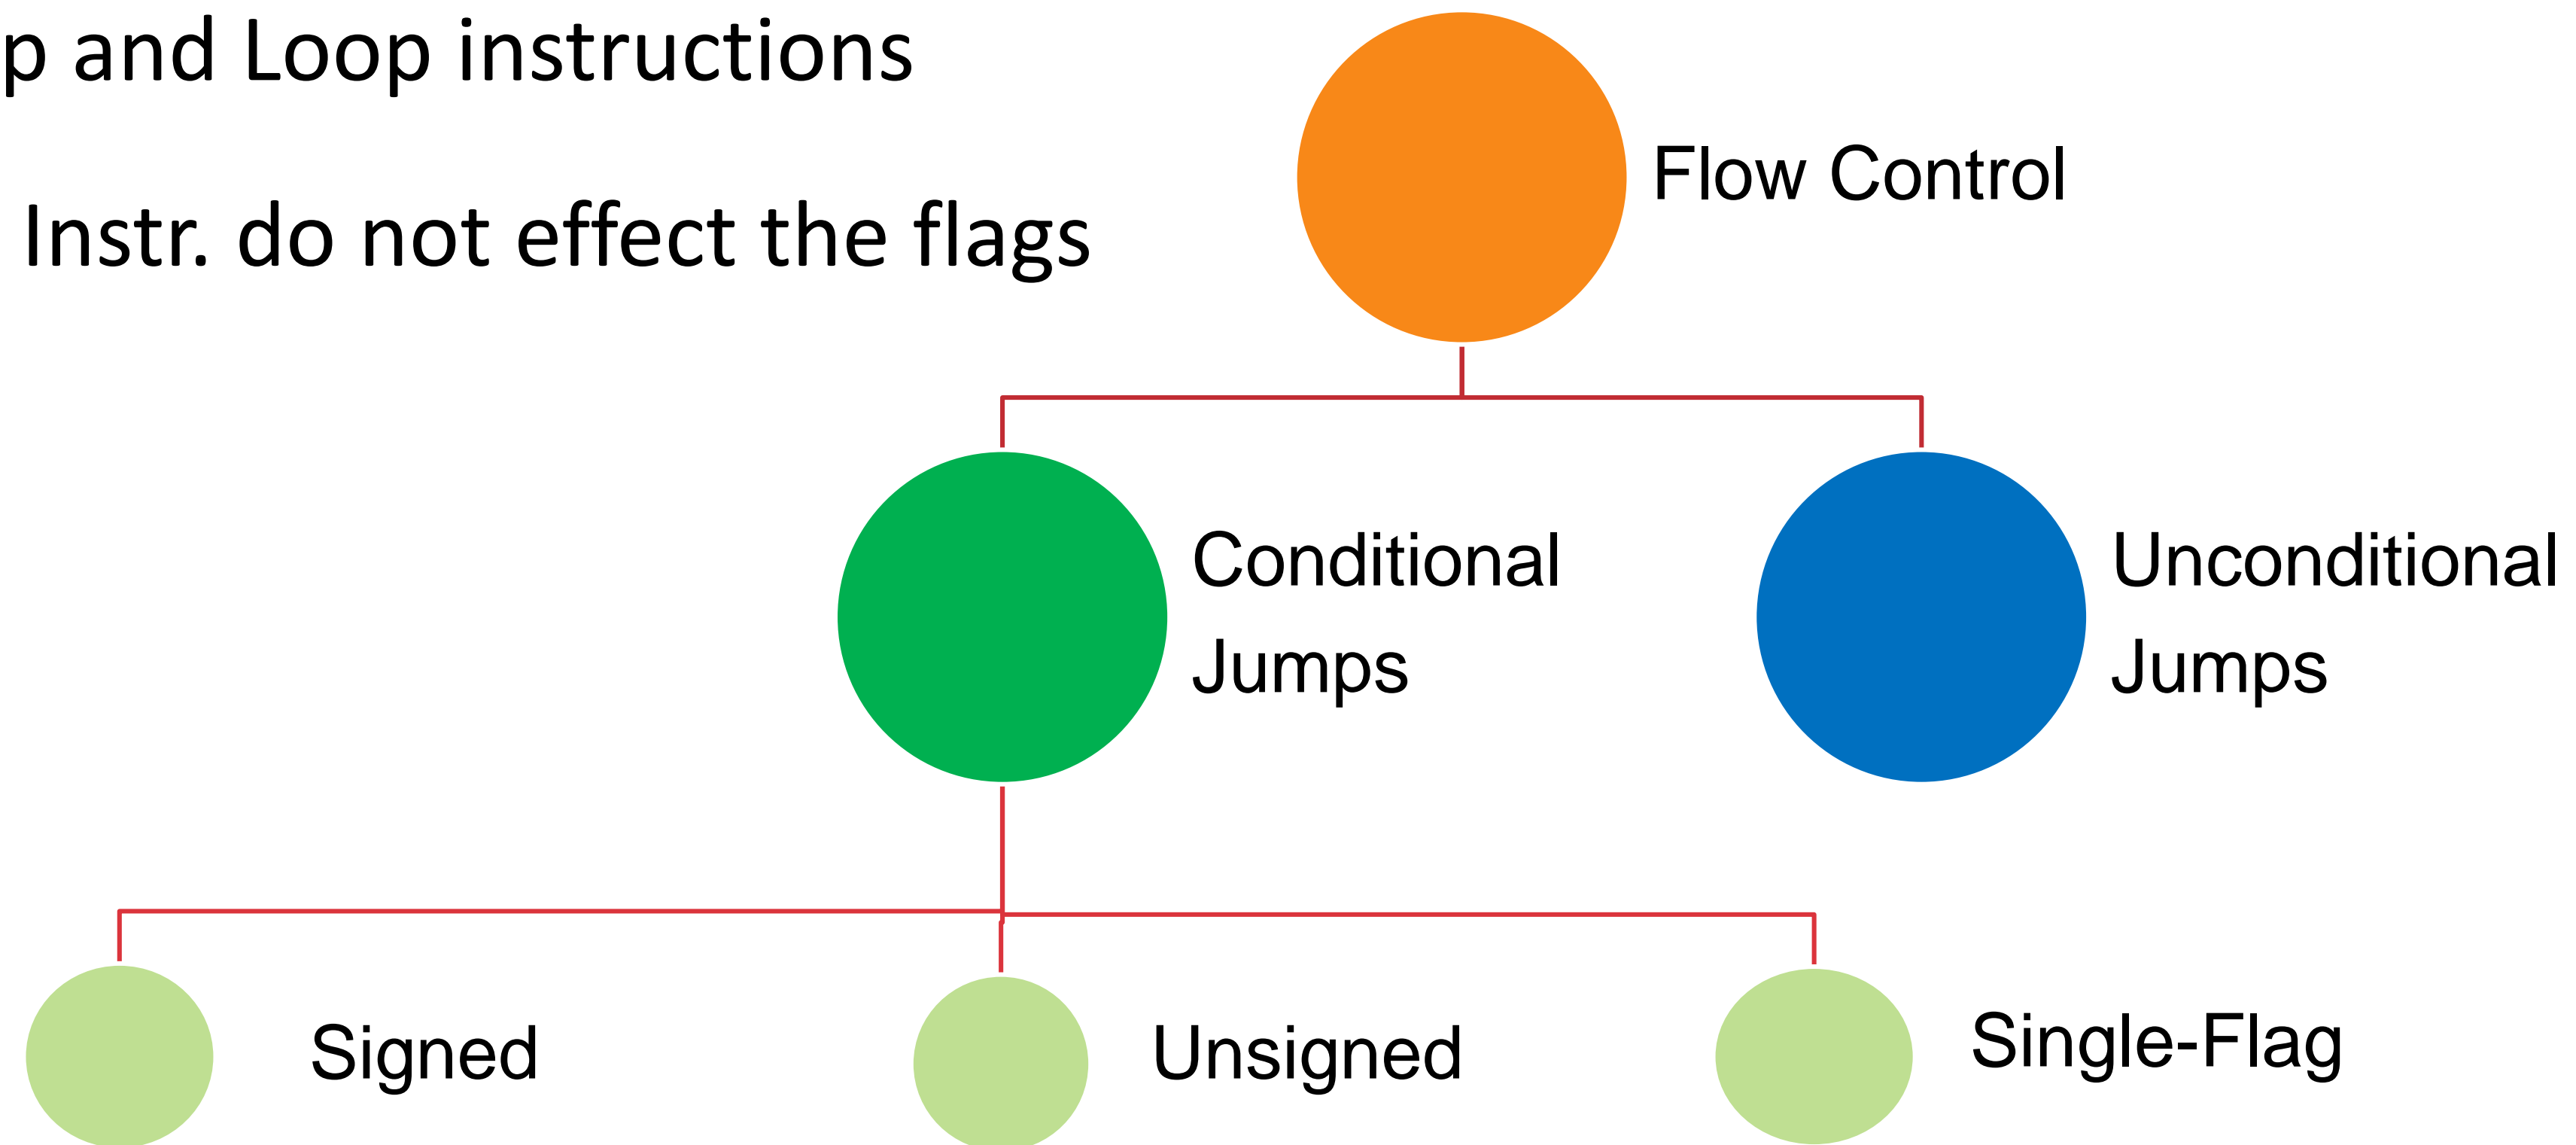 p and Loop instructions
Instr. do not effect the flags
Flow Control
Conditional
Jumps
Unconditional
Jumps
Signed
Unsigned
Single-Flag